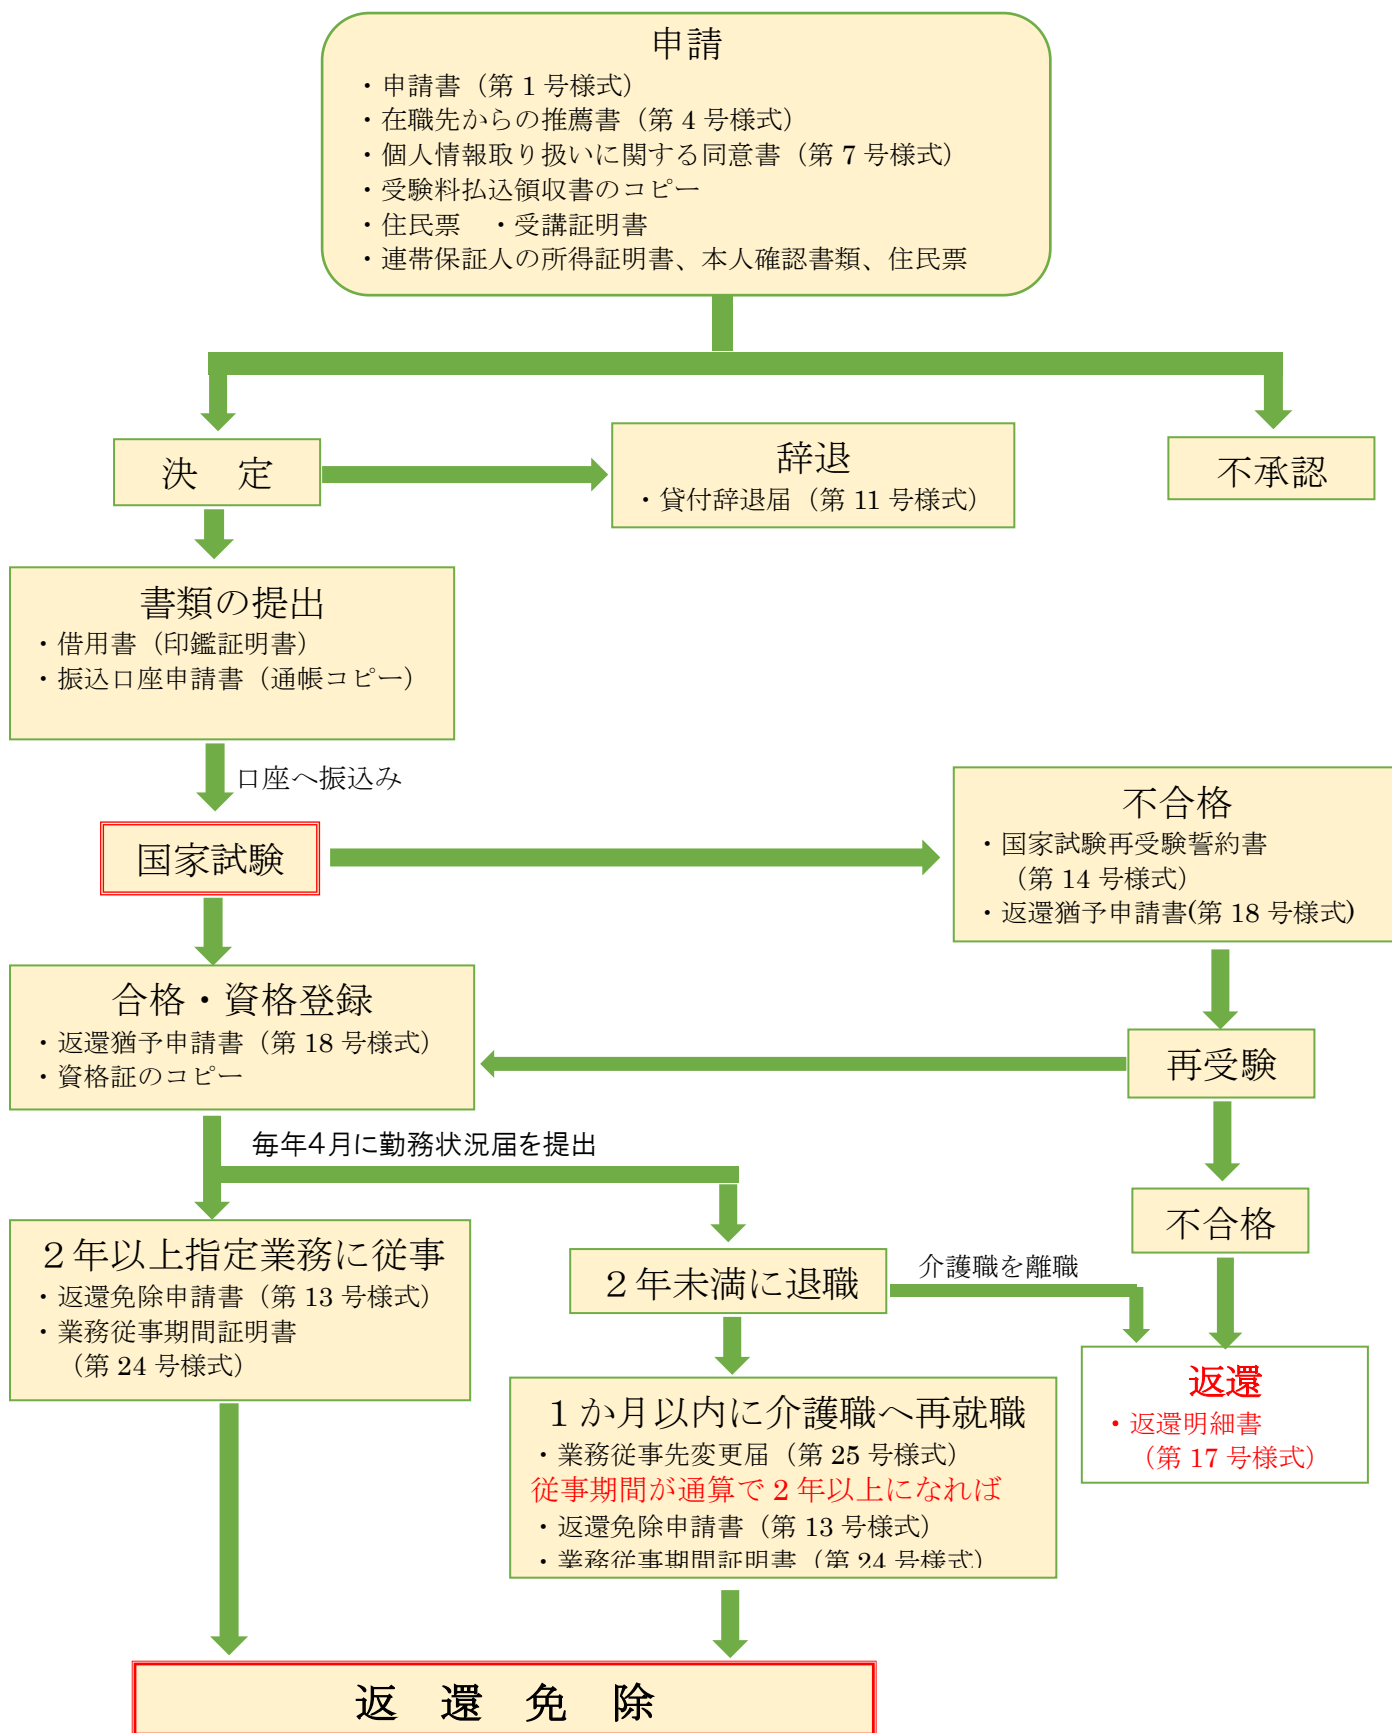 申請
・申請書（第 1 号様式）
・在職先からの推薦書（第 4 号様式）
・個人情報取り扱いに関する同意書（第 7 号様式）
・受験料払込領収書のコピー
・住民票　・受講証明書
・連帯保証人の所得証明書、本人確認書類、住民票
決　定
辞退
・貸付辞退届（第 11 号様式）
不承認
書類の提出
・借用書（印鑑証明書）
・振込口座申請書（通帳コピー）
口座へ振込み
国家試験
不合格
・国家試験再受験誓約書
（第 14 号様式）
・返還猶予申請書(第 18 号様式)
合格・資格登録
・返還猶予申請書（第 18 号様式）
・資格証のコピー
再受験
毎年4月に勤務状況届を提出
不合格
２年以上指定業務に従事
・返還免除申請書（第 13 号様式）
・業務従事期間証明書
（第 24 号様式）
２年未満に退職
介護職を離職
返還
・返還明細書
（第 17 号様式）
１か月以内に介護職へ再就職
・業務従事先変更届（第 25 号様式）
従事期間が通算で 2 年以上になれば
・返還免除申請書（第 13 号様式）
・業務従事期間証明書（第 24 号様式）
返　還　免　除